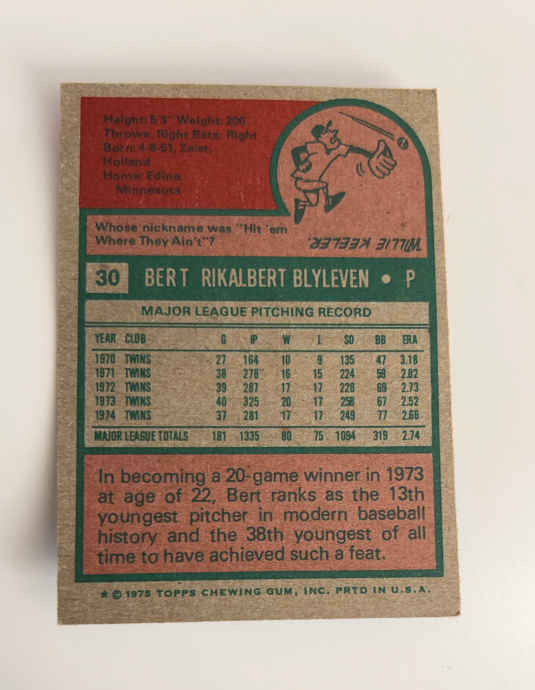 Height: 6'3" Weight: 200
Throws: Right Bats: Right
Born: 4-6-51, Zeist,
Holland
Home: Edina,
Minnesota
Whose nickname was "Hit 'em
Where They Ain't"?
WILLIE KEELER.
30 BERT RIKALBERT BLYLEVEN • P
MAJOR LEAGUE PITCHING RECORD
YEAR CLUB G IP W L SO BB ERA
1970 TWINS 27 164 10 9 135 47 3.18
1971 TWINS 38 278 16 15 224 59 2.82
1972 TWINS 39 287 17 17 228 69 2.73
1973 TWINS 40 325 20 17 258 67 2.52
1974 TWINS 37 281 17 17 249 77 2.66
MAJOR LEAGUE TOTALS 181 1335 80 75 1094 319 2.74
In becoming a 20-game winner in 1973
at age of 22, Bert ranks as the 13th
youngest pitcher in modern baseball
history and the 38th youngest of all
time to have achieved such a feat.
★ © 1975 TOPPS CHEWING GUM, INC. PRTD IN U.S.A.